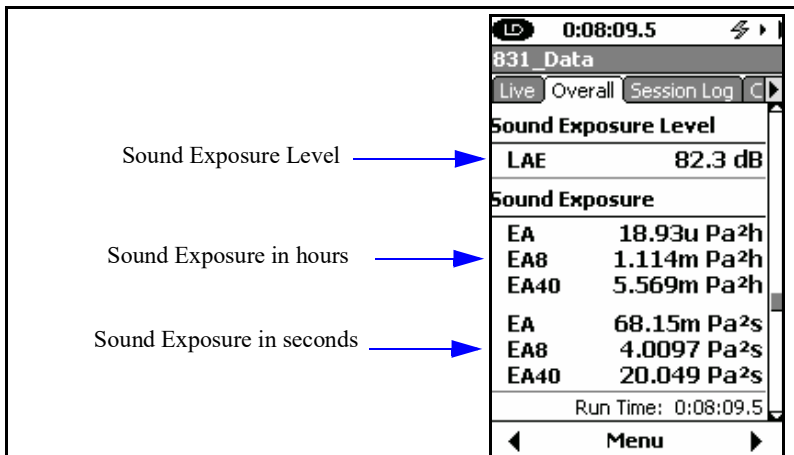 LD 0:08:09.5
831_Data
Live Overall Session Log C
Sound Exposure Level
Sound Exposure Level
LAE 82.3 dB
Sound Exposure
Sound Exposure in hours
EA 18.93u Pa²h
EA8 1.114m Pa²h
EA40 5.569m Pa²h
Sound Exposure in seconds
EA 68.15m Pa²s
EA8 4.0097 Pa²s
EA40 20.049 Pa²s
Run Time: 0:08:09.5
Menu